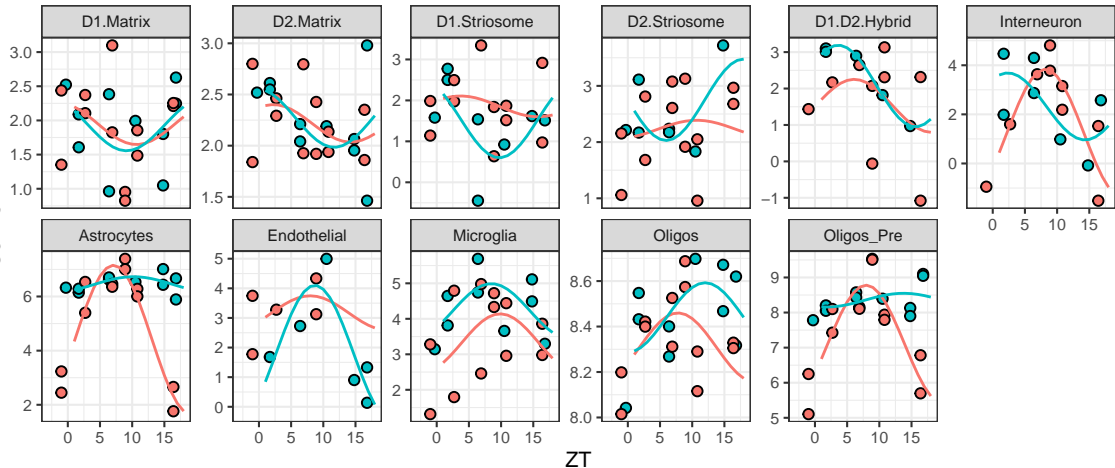 D1.Matrix D2.Matrix D1.Striosome D2.Striosome D1.D2.Hybrid Interneuron
3.0 2.5 2.0 1.5 1.0
3.0 2.5 2.0 1.5
3 2 1 0
3 2 1
3 2 1 0 −1
4 2 0
0 5 10 15
Astrocytes Endothelial Microglia Oligos Oligos_Pre
6 4 2
5 4 3 2 1 0
5 4 3 2
8.6 8.4 8.2 8.0
9 8 7 6 5
0 5 10 15 0 5 10 15 0 5 10 15 0 5 10 15 0 5 10 15
ZT